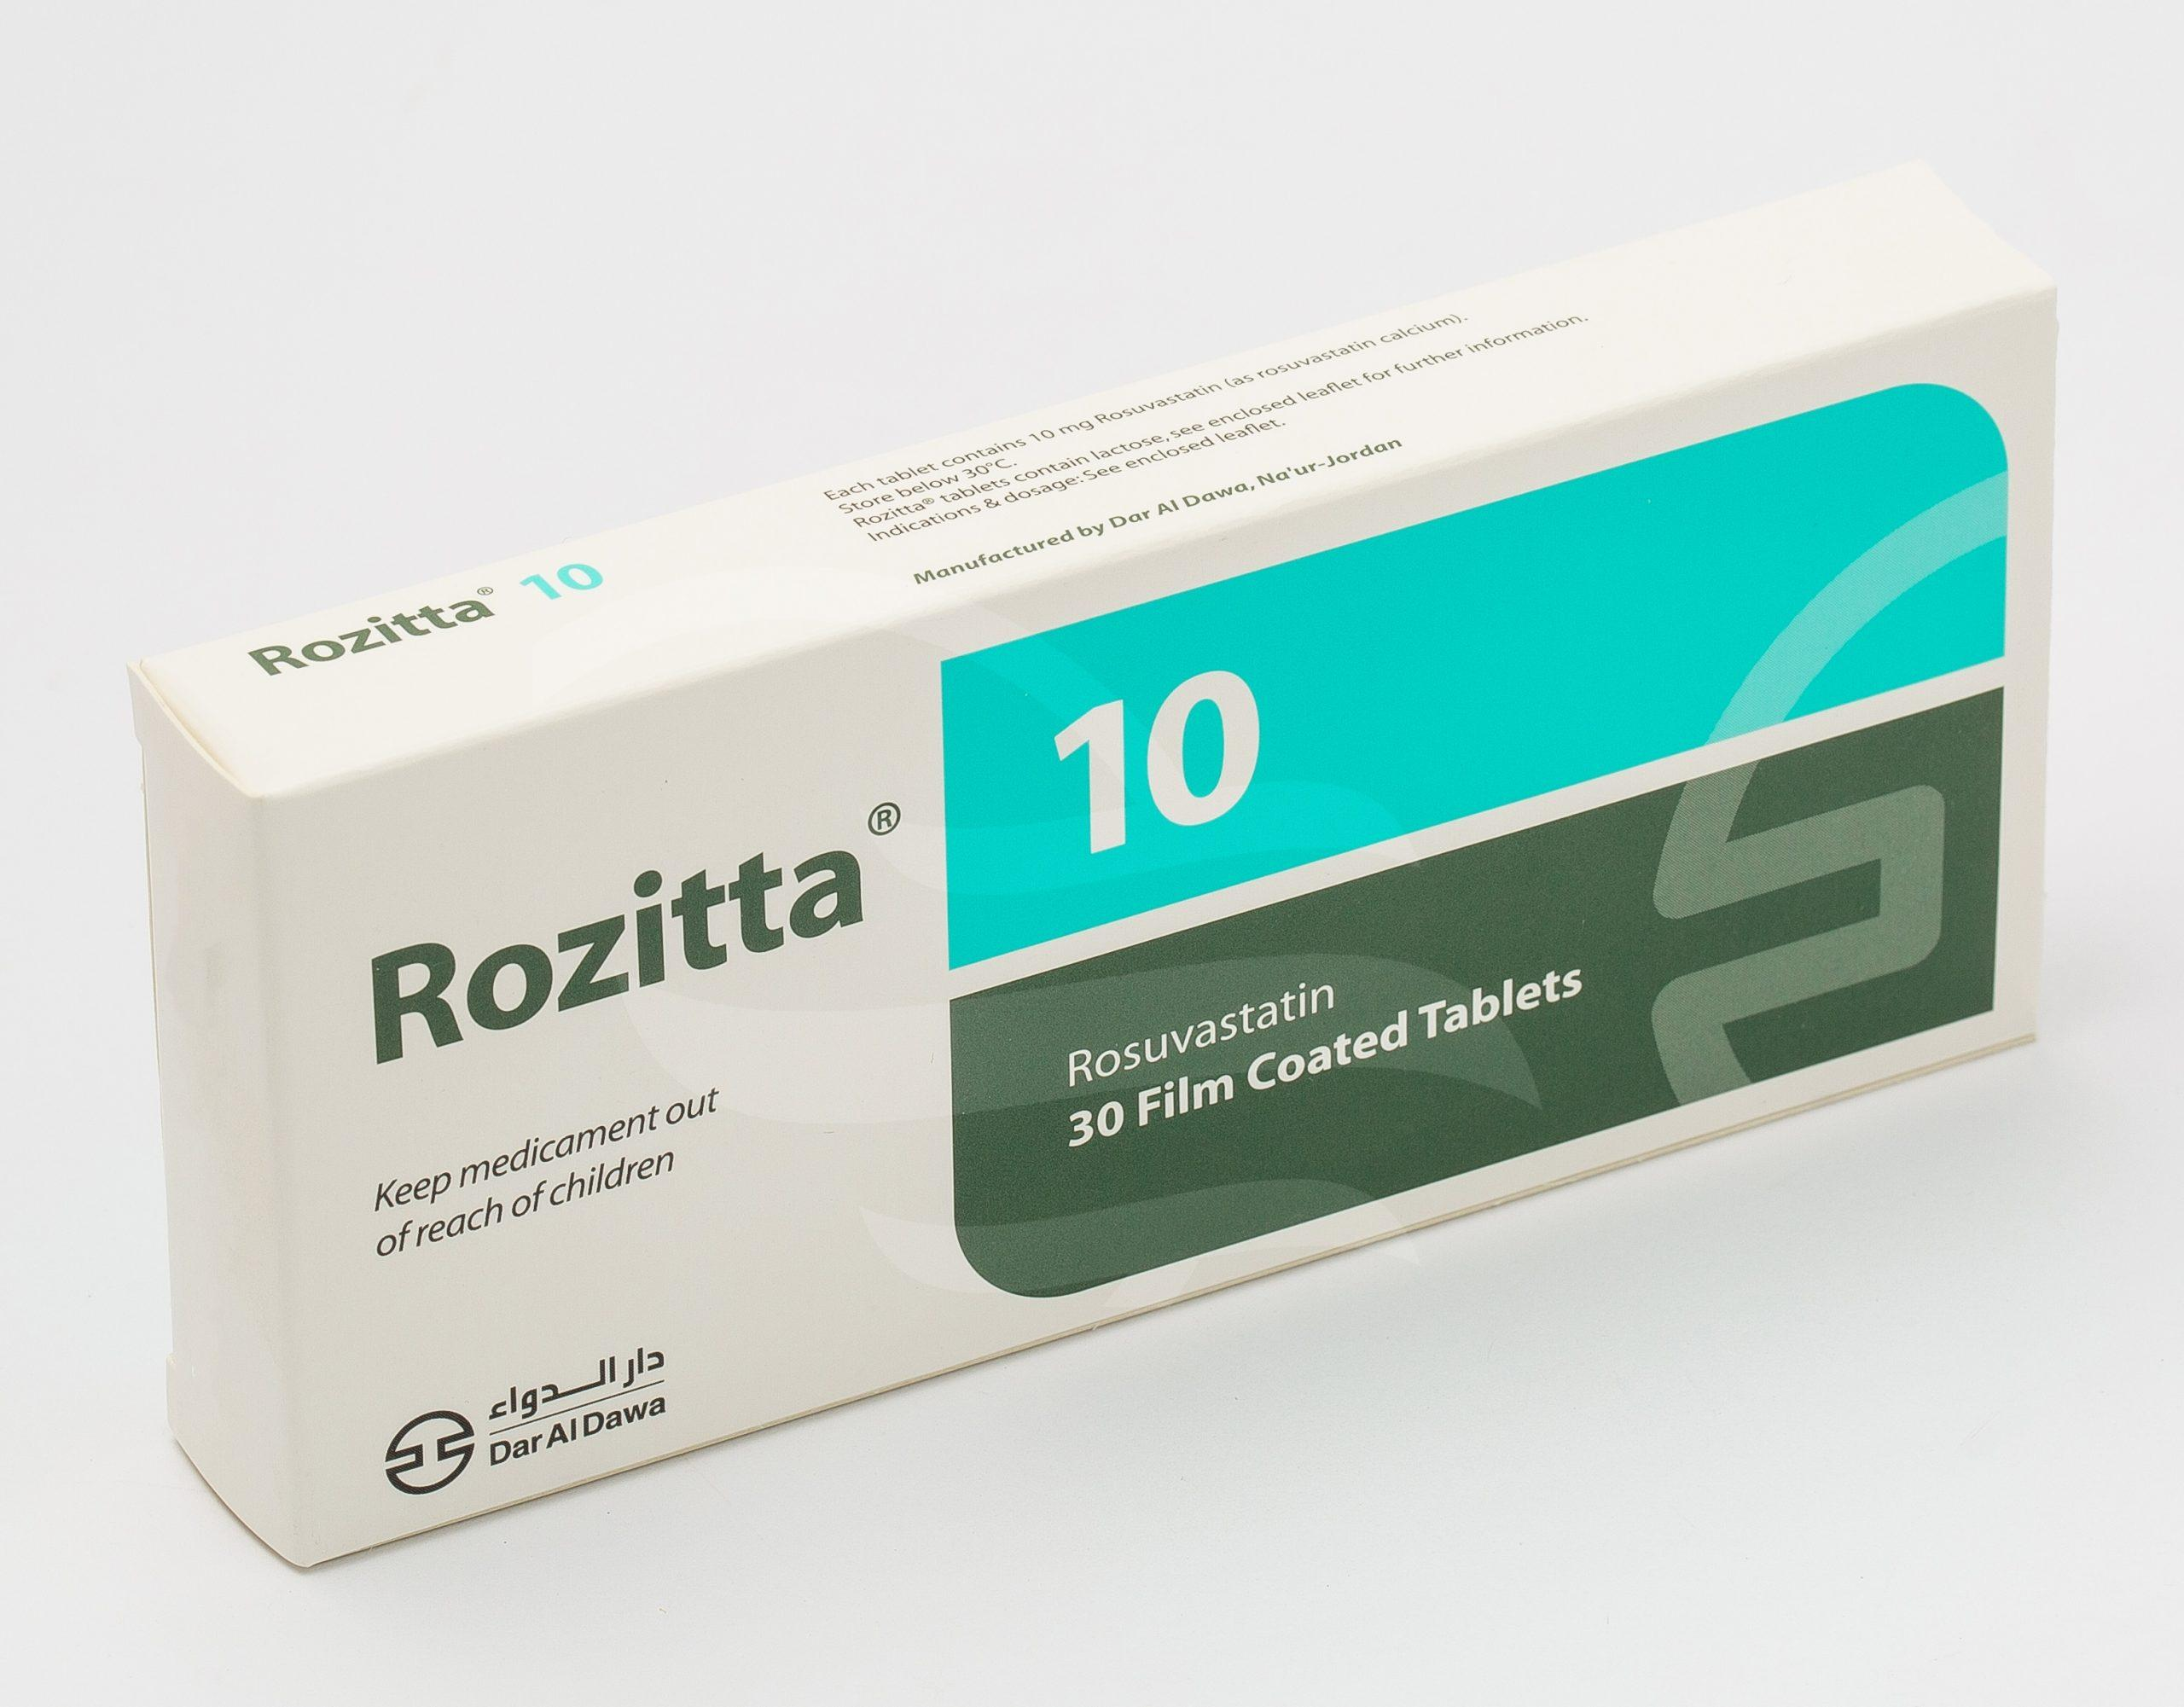 Rozitta® 10
Each tablet contains 10 mg Rosuvastatin (as rosuvastatin calcium).
Store below 30°C.
Rozitta® tablets contain lactose, see enclosed leaflet for further information.
Indications & dosage: See enclosed leaflet.
Manufactured by Dar Al Dawa, Na'ur-Jordan
Rozitta®
10
Rosuvastatin
30 Film Coated Tablets
Keep medicament out
of reach of children
دار الــدواء
Dar Al Dawa